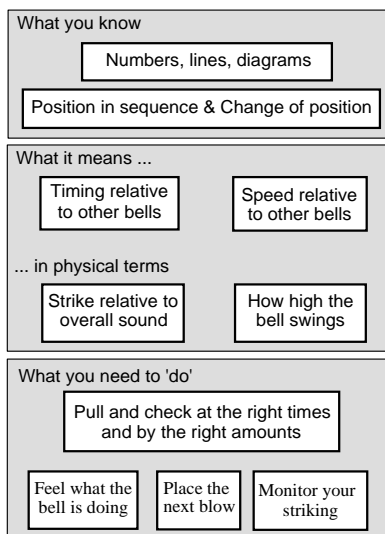 What you know
Numbers, lines, diagrams
Position in sequence & Change of position
What it means ...
Timing relative
to other bells
Speed relative
to other bells
... in physical terms
Strike relative to
overall sound
How high the
bell swings
What you need to 'do'
Pull and check at the right times
and by the right amounts
Feel what the
bell is doing
Place the
next blow
Monitor your
striking